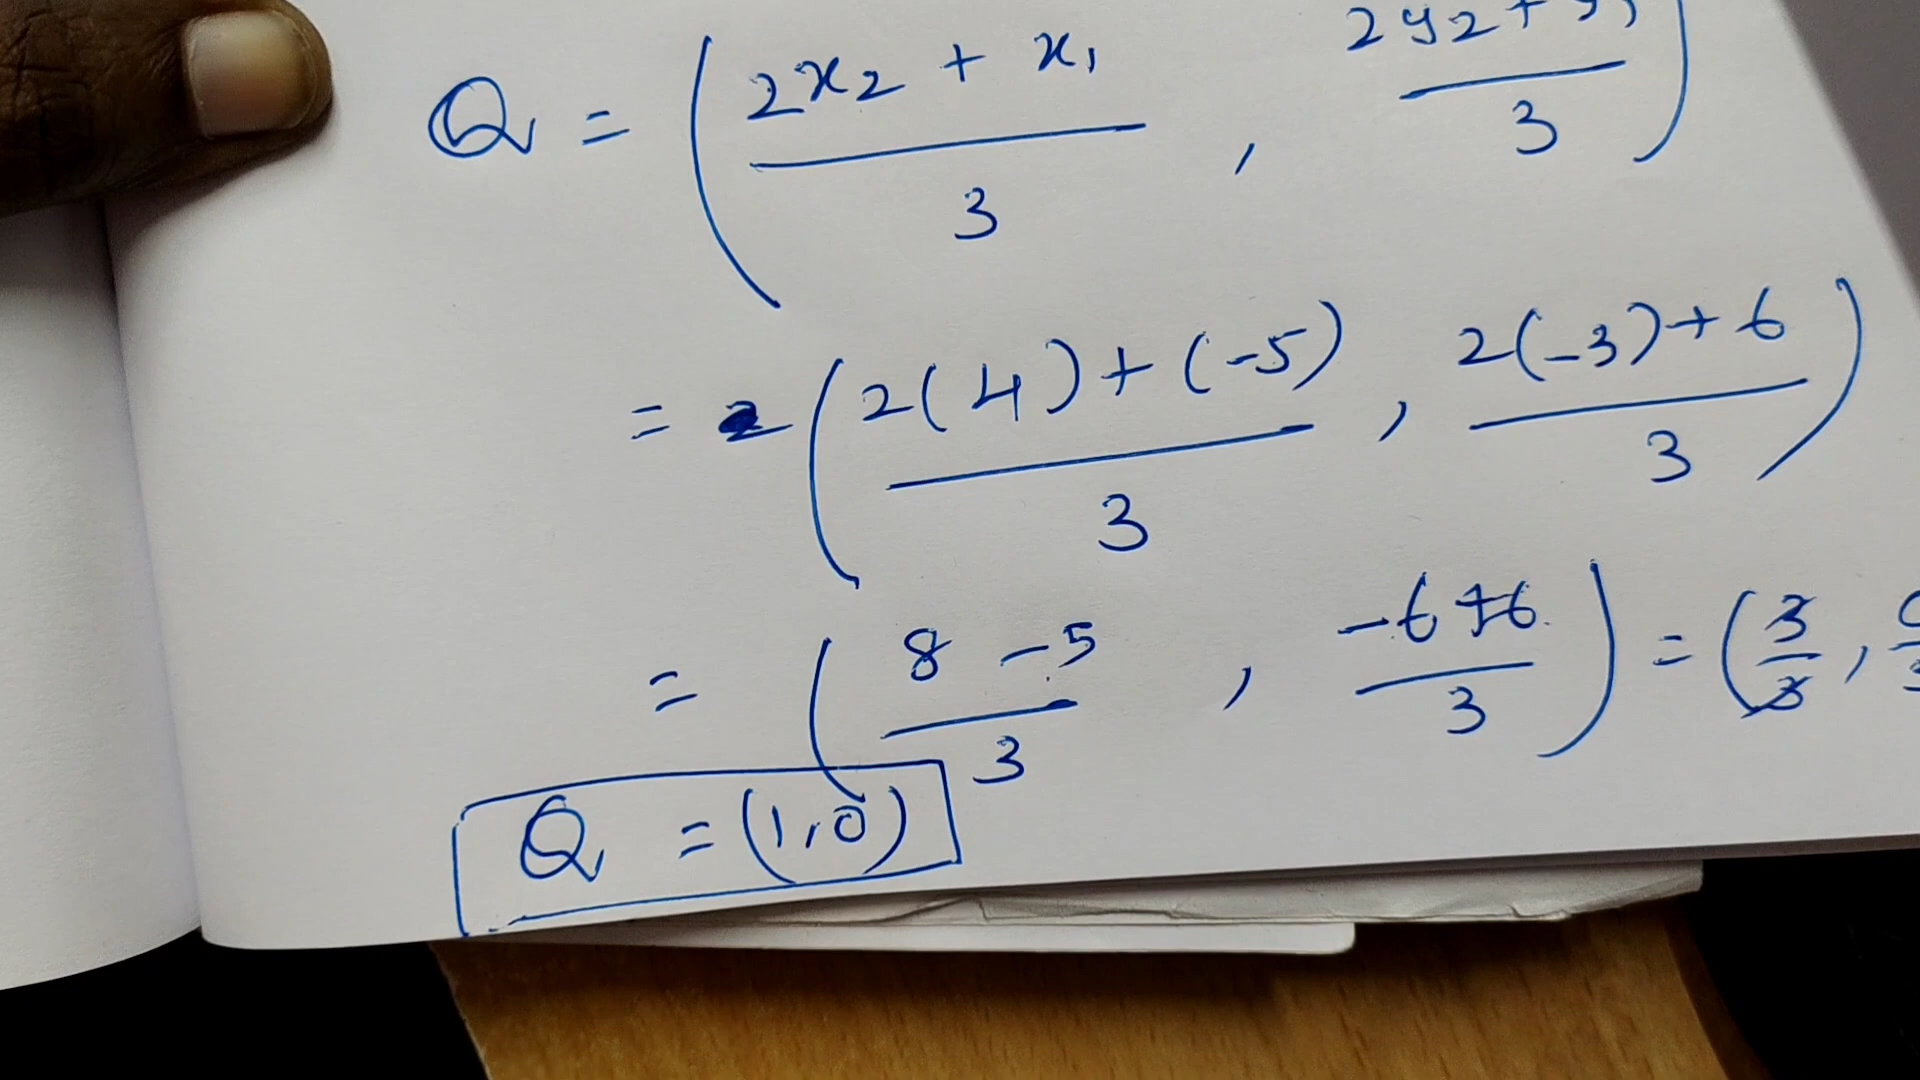 Q = ( 2x₂ + x₁ / 3 , 2y₂ + y₁ / 3 )
= ( 2(4) + (-5) / 3 , 2(-3) + 6 / 3 )
= ( 8 - 5 / 3 , -6 + 6 / 3 ) = ( 3 / 3 ,
Q = (1,0)